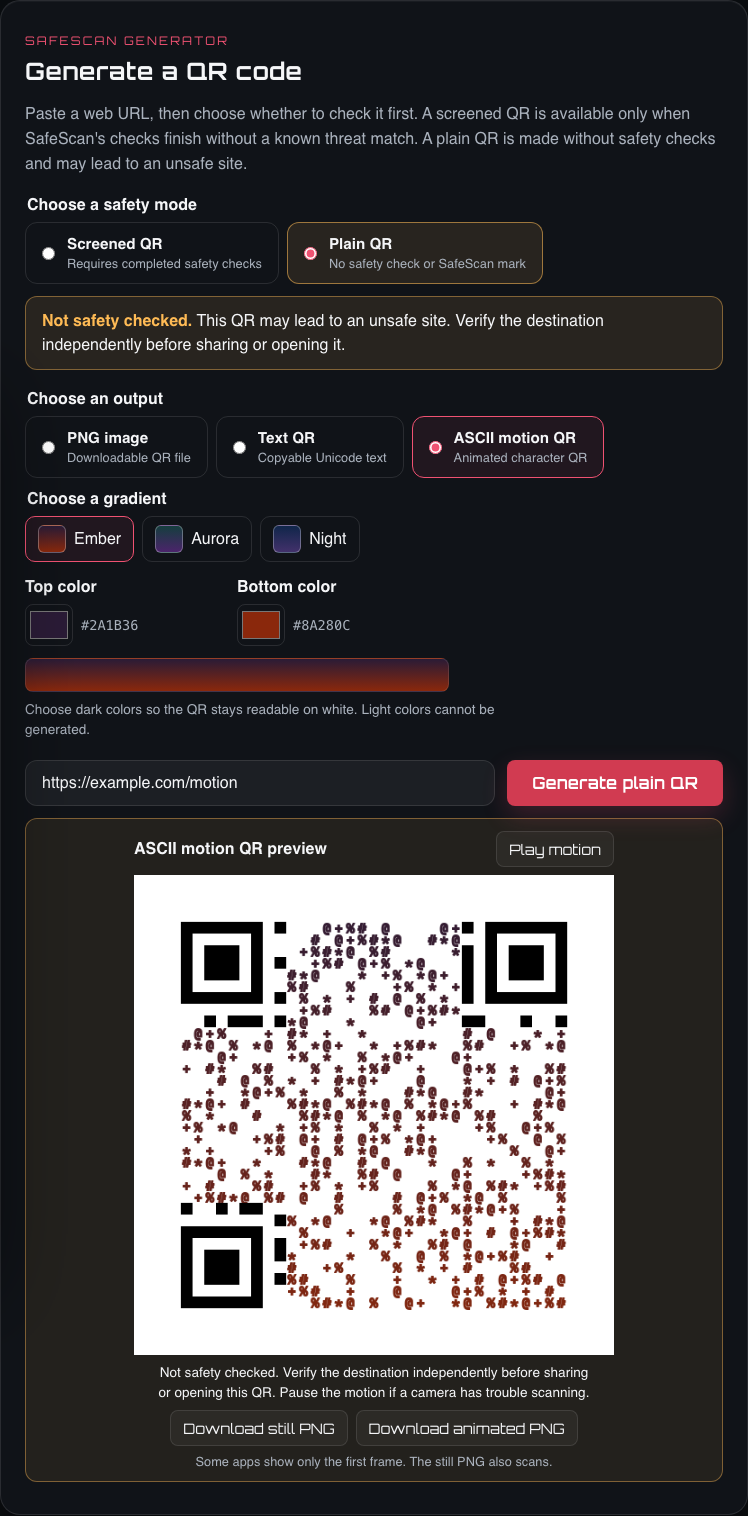 SAFESCAN GENERATOR
Generate a QR code
Paste a web URL, then choose whether to check it first. A screened QR is available only when
SafeScan's checks finish without a known threat match. A plain QR is made without safety checks
and may lead to an unsafe site.
Choose a safety mode
Screened QR
Requires completed safety checks
Plain QR
No safety check or SafeScan mark
Not safety checked. This QR may lead to an unsafe site. Verify the destination
independently before sharing or opening it.
Choose an output
PNG image
Downloadable QR file
Text QR
Copyable Unicode text
ASCII motion QR
Animated character QR
Choose a gradient
Ember
Aurora
Night
Top color
Bottom color
#2A1B36
#8A280C
Choose dark colors so the QR stays readable on white. Light colors cannot be
generated.
https://example.com/motion
Generate plain QR
ASCII motion QR preview
Play motion
Not safety checked. Verify the destination independently before sharing
or opening this QR. Pause the motion if a camera has trouble scanning.
Download still PNG
Download animated PNG
Some apps show only the first frame. The still PNG also scans.